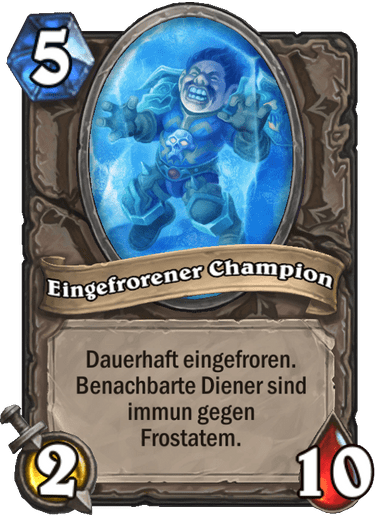 5
Eingefrorener Champion
Dauerhaft eingefroren.
Benachbarte Diener sind
immun gegen
Frostatem.
2
10